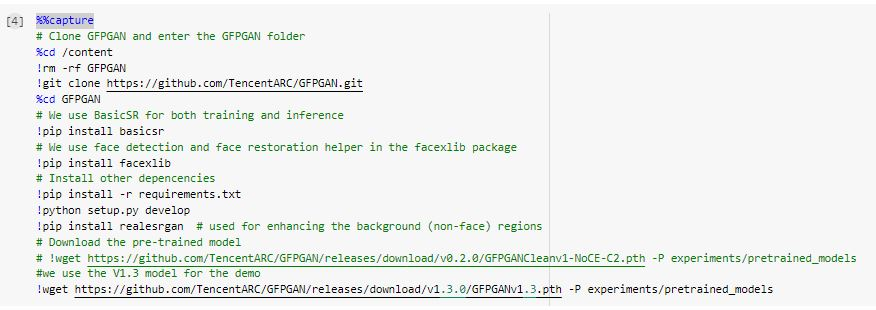 [4] %%capture
# Clone GFPGAN and enter the GFPGAN folder
%cd /content
!rm -rf GFPGAN
!git clone https://github.com/TencentARC/GFPGAN.git
%cd GFPGAN
# We use BasicSR for both training and inference
!pip install basicsr
# We use face detection and face restoration helper in the facexlib package
!pip install facexlib
# Install other depencencies
!pip install -r requirements.txt
!python setup.py develop
!pip install realesrgan  # used for enhancing the background (non-face) regions
# Download the pre-trained model
# !wget https://github.com/TencentARC/GFPGAN/releases/download/v0.2.0/GFPGANCleanv1-NoCE-C2.pth -P experiments/pretrained_models
#we use the V1.3 model for the demo
!wget https://github.com/TencentARC/GFPGAN/releases/download/v1.3.0/GFPGANv1.3.pth -P experiments/pretrained_models